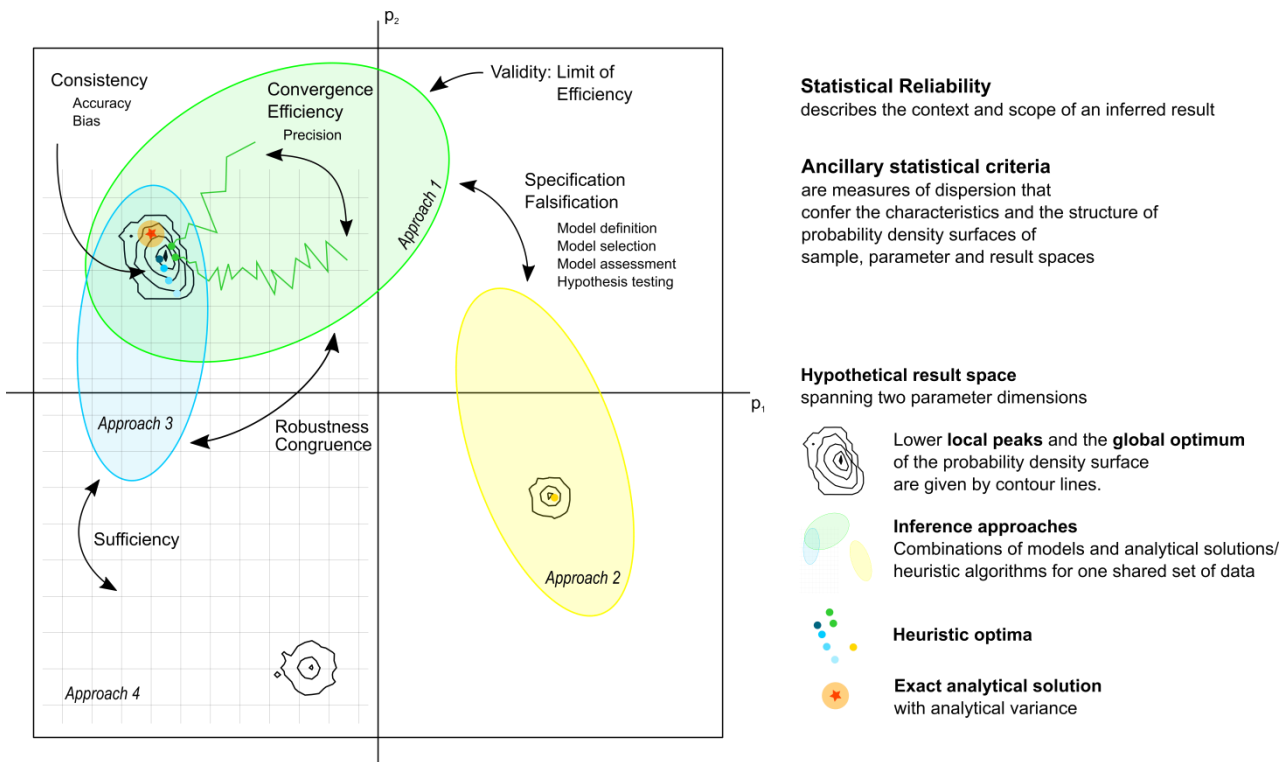 p2
Consistency
Accuracy
Bias
Convergence
Efficiency
Precision
Validity: Limit of
Efficiency
Approach 1
Specification
Falsification
Model definition
Model selection
Model assessment
Hypothesis testing
p1
Approach 3
Robustness
Congruence
Sufficiency
Approach 2
Approach 4
Statistical Reliability
describes the context and scope of an inferred result
Ancillary statistical criteria
are measures of dispersion that
confer the characteristics and the structure of
probability density surfaces of
sample, parameter and result spaces
Hypothetical result space
spanning two parameter dimensions
Lower local peaks and the global optimum
of the probability density surface
are given by contour lines.
Inference approaches
Combinations of models and analytical solutions/
heuristic algorithms for one shared set of data
Heuristic optima
Exact analytical solution
with analytical variance